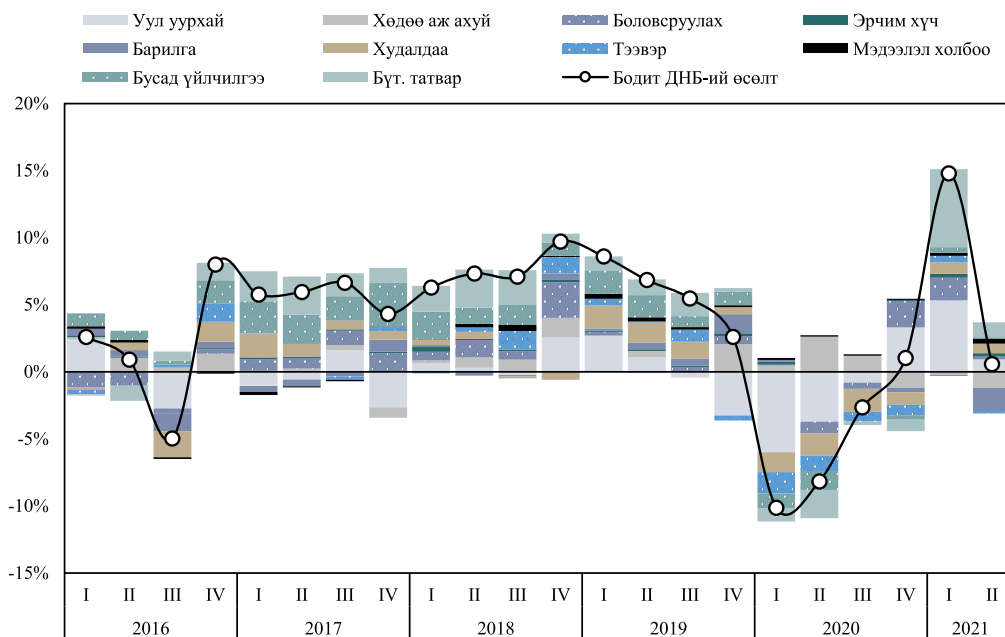 Уул уурхай Хөдөө аж ахуй Боловсруулах Эрчим хүч
Барилга Худалдаа Тээвэр Мэдээлэл холбоо
Бусад үйлчилгээ Бүт. татвар Бодит ДНБ-ий өсөлт
20%
15%
10%
5%
0%
-5%
-10%
-15%
I II III IV I II III IV I II III IV I II III IV I II III IV I II
2016 2017 2018 2019 2020 2021